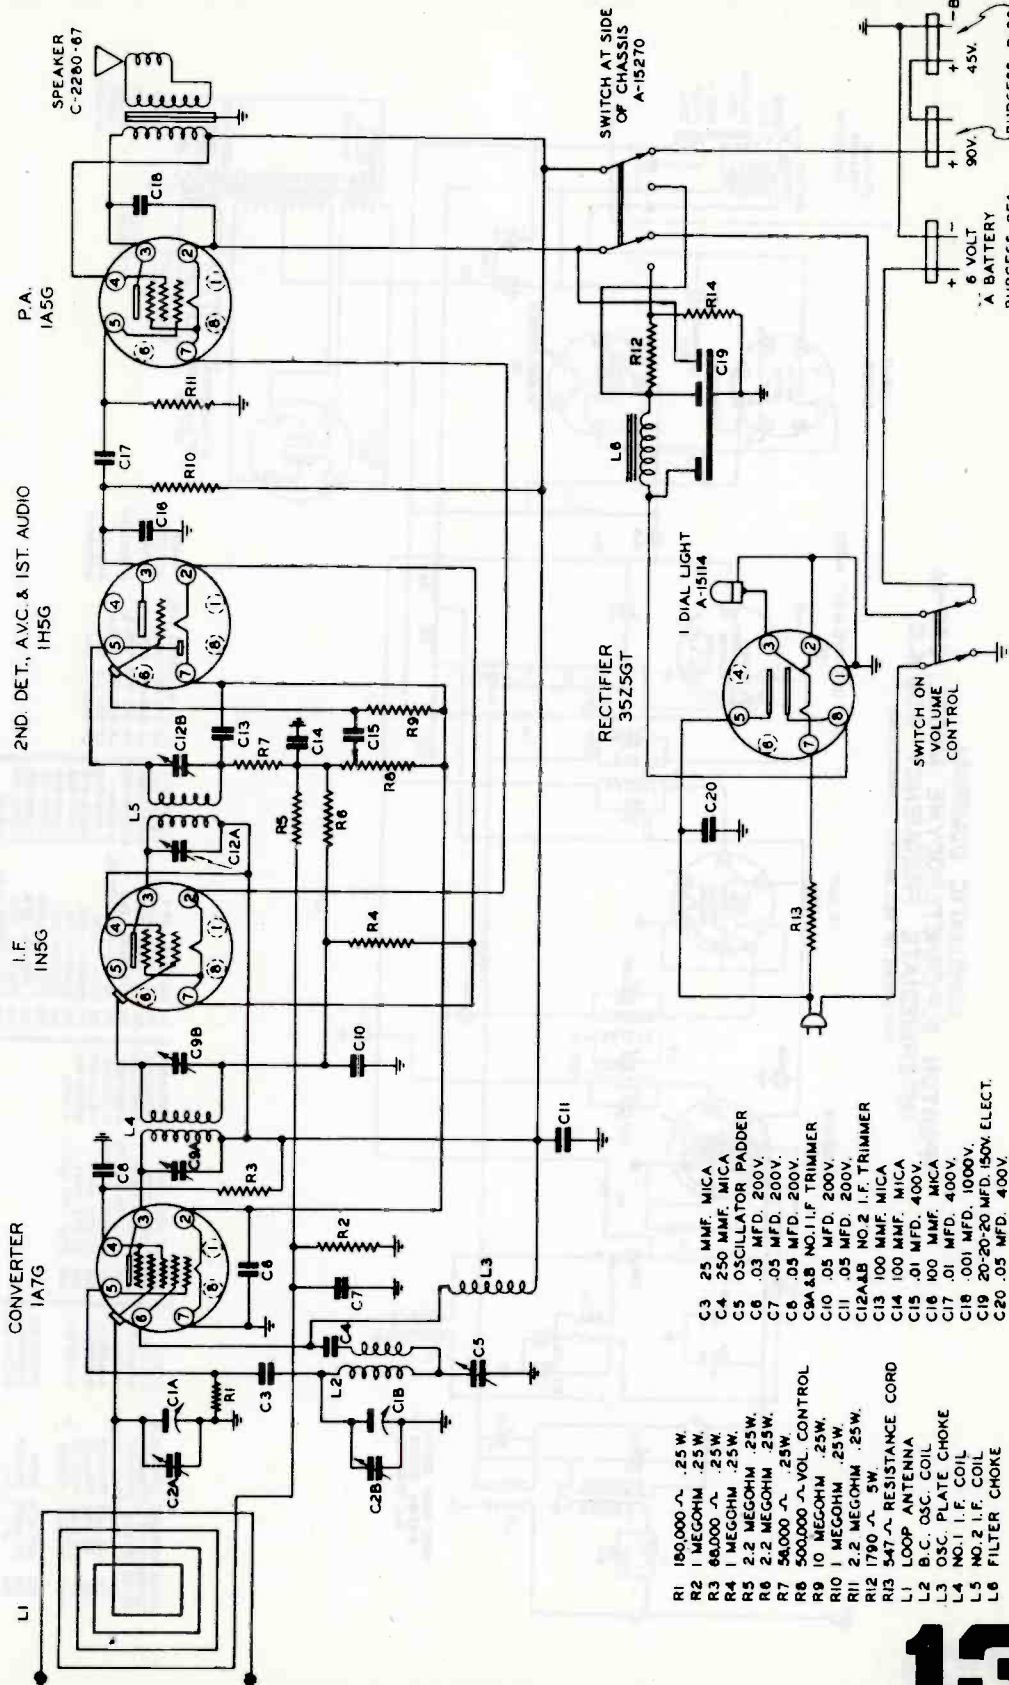 SPEAKER
C-2280-67
P.A.
1A5G
2ND. DET., A.V.C. & 1ST. AUDIO
1H5G
I.F.
1N5G
CONVERTER
1A7G
L1
C2A
C1A
R1
C3
C2B
C1B
L2
C4
C5
C7
R2
C6
L3
C8
R3
C9A
L4
C9B
C10
C11
R4
R5
R6
C12A
L5
C12B
C13
R7
C14
C15
R8
R9
C16
R10
C17
R11
C18
SWITCH AT SIDE
OF CHASSIS
A-15270
R12
R14
C19
L6
1 DIAL LIGHT
A-15114
RECTIFIER
35Z5GT
C20
R13
SWITCH ON
VOLUME
CONTROL
+ 6 VOLT -
A BATTERY
+ 90V.
+ 45V.
-B
R1 180,000 Ω .25W.
R2 1 MEGOHM .25W.
R3 68,000 Ω .25W.
R4 1 MEGOHM .25W.
R5 2.2 MEGOHM .25W.
R6 2.2 MEGOHM .25W.
R7 56,000 Ω .25W.
R8 500,000 Ω VOL. CONTROL
R9 10 MEGOHM .25W.
R10 1 MEGOHM .25W.
R11 2.2 MEGOHM .25W.
R12 1790 Ω 5W.
R13 547 Ω RESISTANCE CORD
L1 LOOP ANTENNA
L2 B.C. OSC. COIL
L3 OSC. PLATE CHOKE
L4 NO.1 I.F. COIL
L5 NO.2 I.F. COIL
L6 FILTER CHOKE
C3 25 MMF. MICA
C4 250 MMF. MICA
C5 OSCILLATOR PADDER
C6 .03 MFD. 200V.
C7 .05 MFD. 200V.
C8 .05 MFD. 200V.
C9A&B NO.1 I.F. TRIMMER
C10 .05 MFD. 200V.
C11 .05 MFD. 200V.
C12A&B NO.2 I.F. TRIMMER
C13 100 MMF. MICA
C14 100 MMF. MICA
C15 .01 MFD. 400V.
C16 100 MMF. MICA
C17 .01 MFD. 400V.
C18 .001 MFD. 1000V.
C19 20-20-20 MFD. 150V. ELECT.
C20 .05 MFD. 400V.